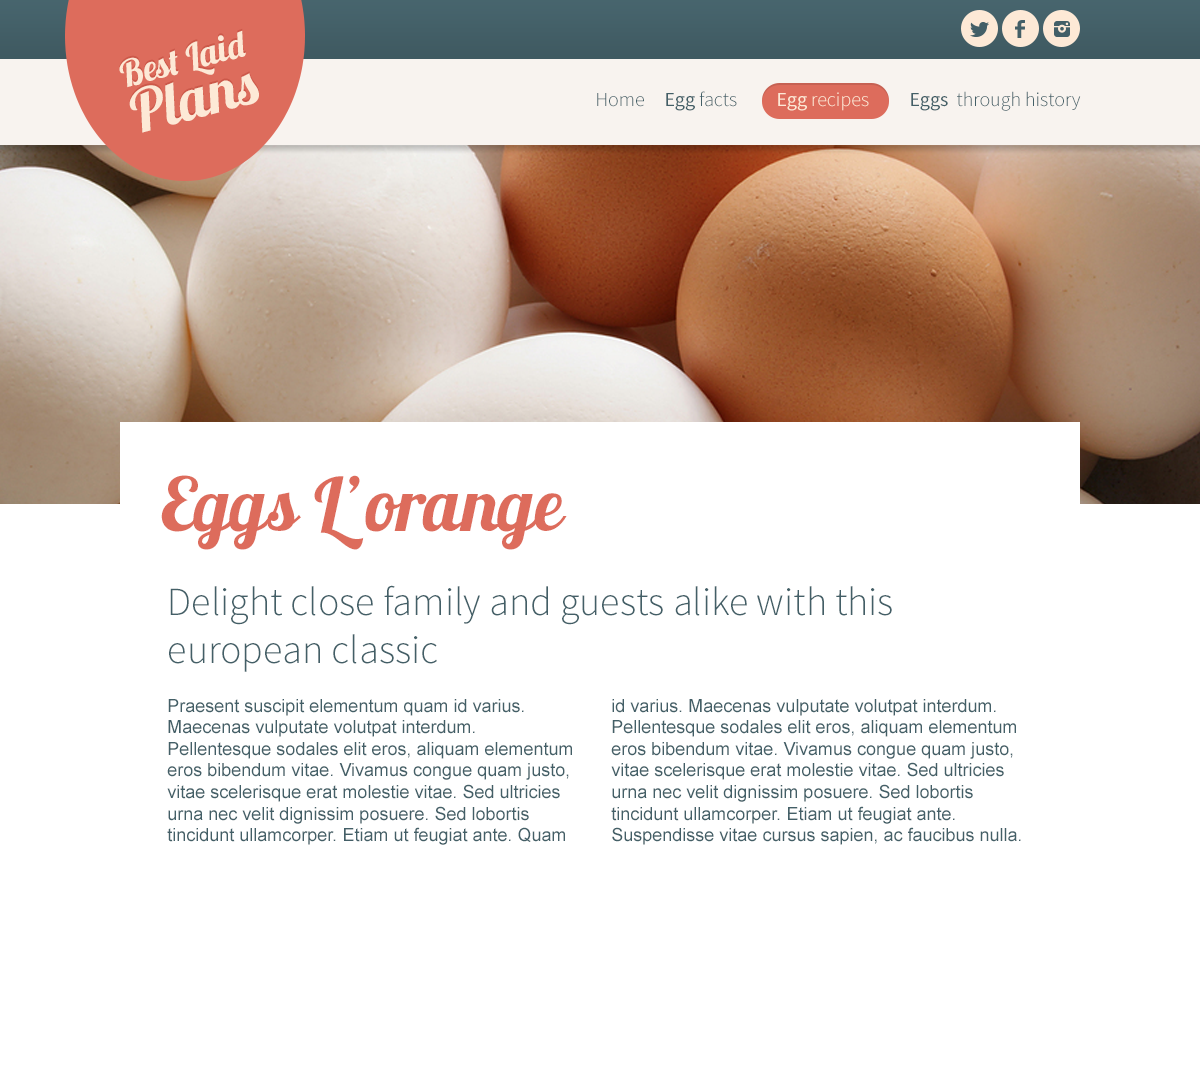 Best Laid
Plans
Home Egg facts Egg recipes Eggs through history
Eggs L’orange
Delight close family and guests alike with this
european classic
Praesent suscipit elementum quam id varius.
Maecenas vulputate volutpat interdum.
Pellentesque sodales elit eros, aliquam elementum
eros bibendum vitae. Vivamus congue quam justo,
vitae scelerisque erat molestie vitae. Sed ultricies
urna nec velit dignissim posuere. Sed lobortis
tincidunt ullamcorper. Etiam ut feugiat ante. Quam
id varius. Maecenas vulputate volutpat interdum.
Pellentesque sodales elit eros, aliquam elementum
eros bibendum vitae. Vivamus congue quam justo,
vitae scelerisque erat molestie vitae. Sed ultricies
urna nec velit dignissim posuere. Sed lobortis
tincidunt ullamcorper. Etiam ut feugiat ante.
Suspendisse vitae cursus sapien, ac faucibus nulla.